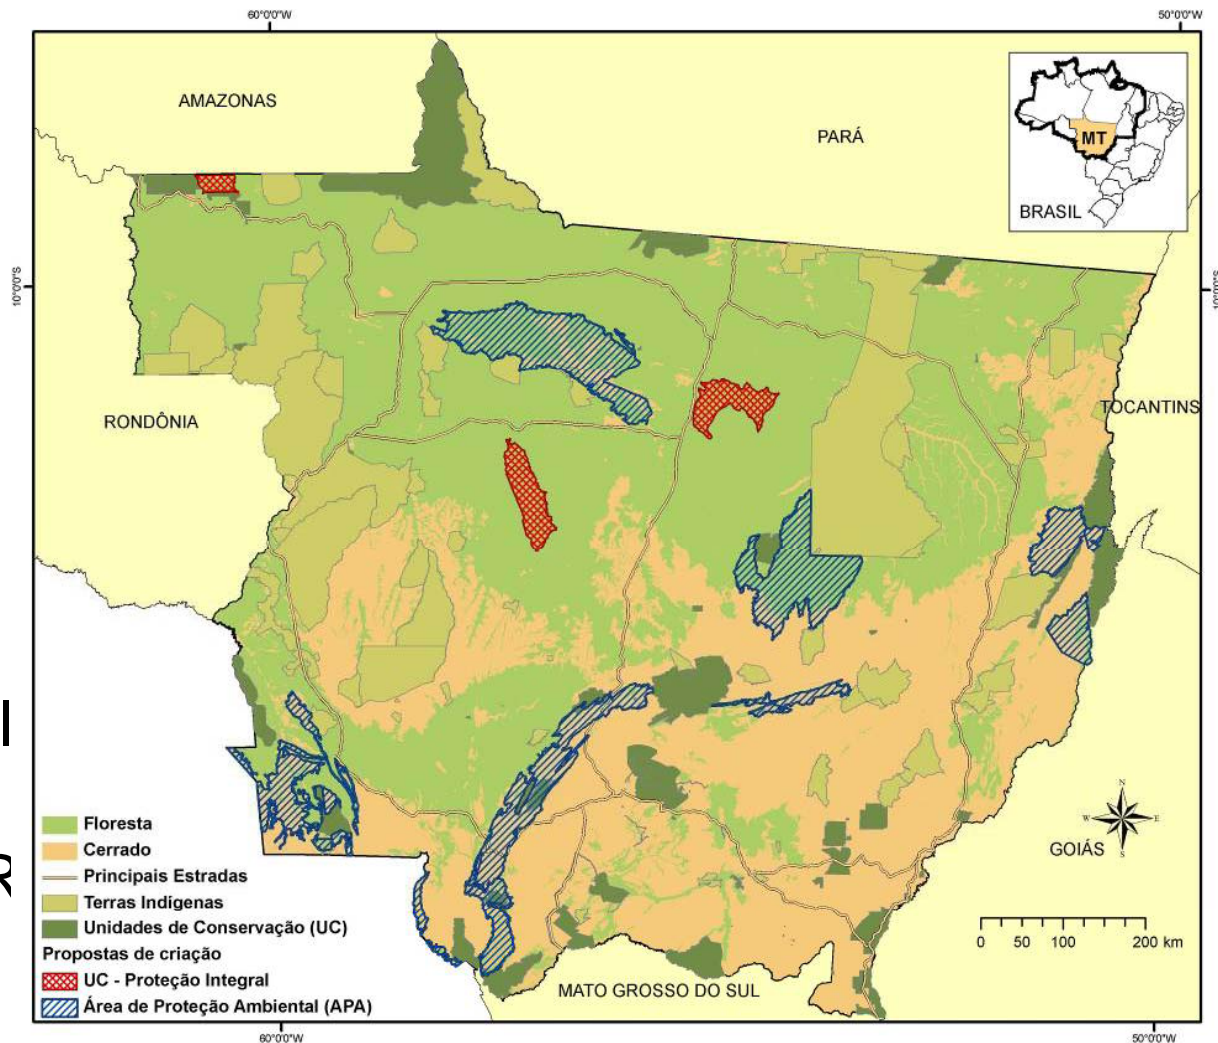 60°0'0"W
50°0'0"W
AMAZONAS
PARÁ
MT
BRASIL
10°0'0"S
10°0'0"S
RONDÔNIA
TOCANTINS
GOIÁS
N
W
E
S
MATO GROSSO DO SUL
0 50 100 200 km
Floresta
Cerrado
Principais Estradas
Terras Indígenas
Unidades de Conservação (UC)
Propostas de criação
UC - Proteção Integral
Área de Proteção Ambiental (APA)
60°0'0"W
50°0'0"W